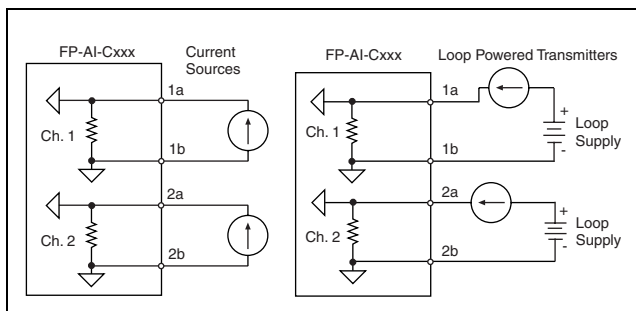 FP-AI-Cxxx
Current
Sources
1a
Ch. 1
1b
2a
Ch. 2
2b
FP-AI-Cxxx
Loop Powered Transmitters
1a
+
Ch. 1
Loop
Supply
-
1b
2a
+
Ch. 2
Loop
Supply
-
2b